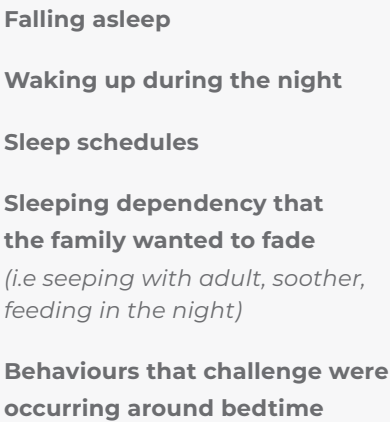 Falling asleep
Waking up during the night
Sleep schedules
Sleeping dependency that
the family wanted to fade
(i.e seeping with adult, soother,
feeding in the night)
Behaviours that challenge were
occurring around bedtime